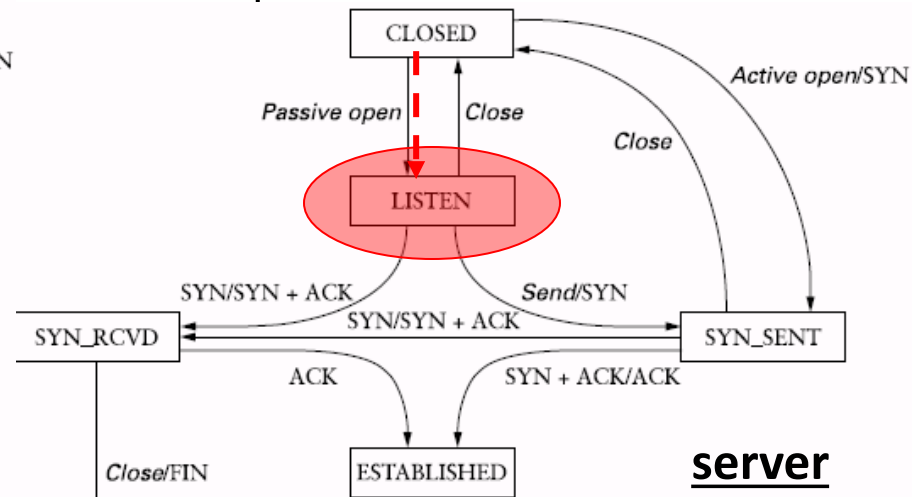 CLOSED
N
Active open/SYN
Passive open
Close
Close
LISTEN
SYN/SYN + ACK
Send/SYN
SYN/SYN + ACK
SYN_RCVD
SYN_SENT
ACK
SYN + ACK/ACK
Close/FIN
ESTABLISHED
server